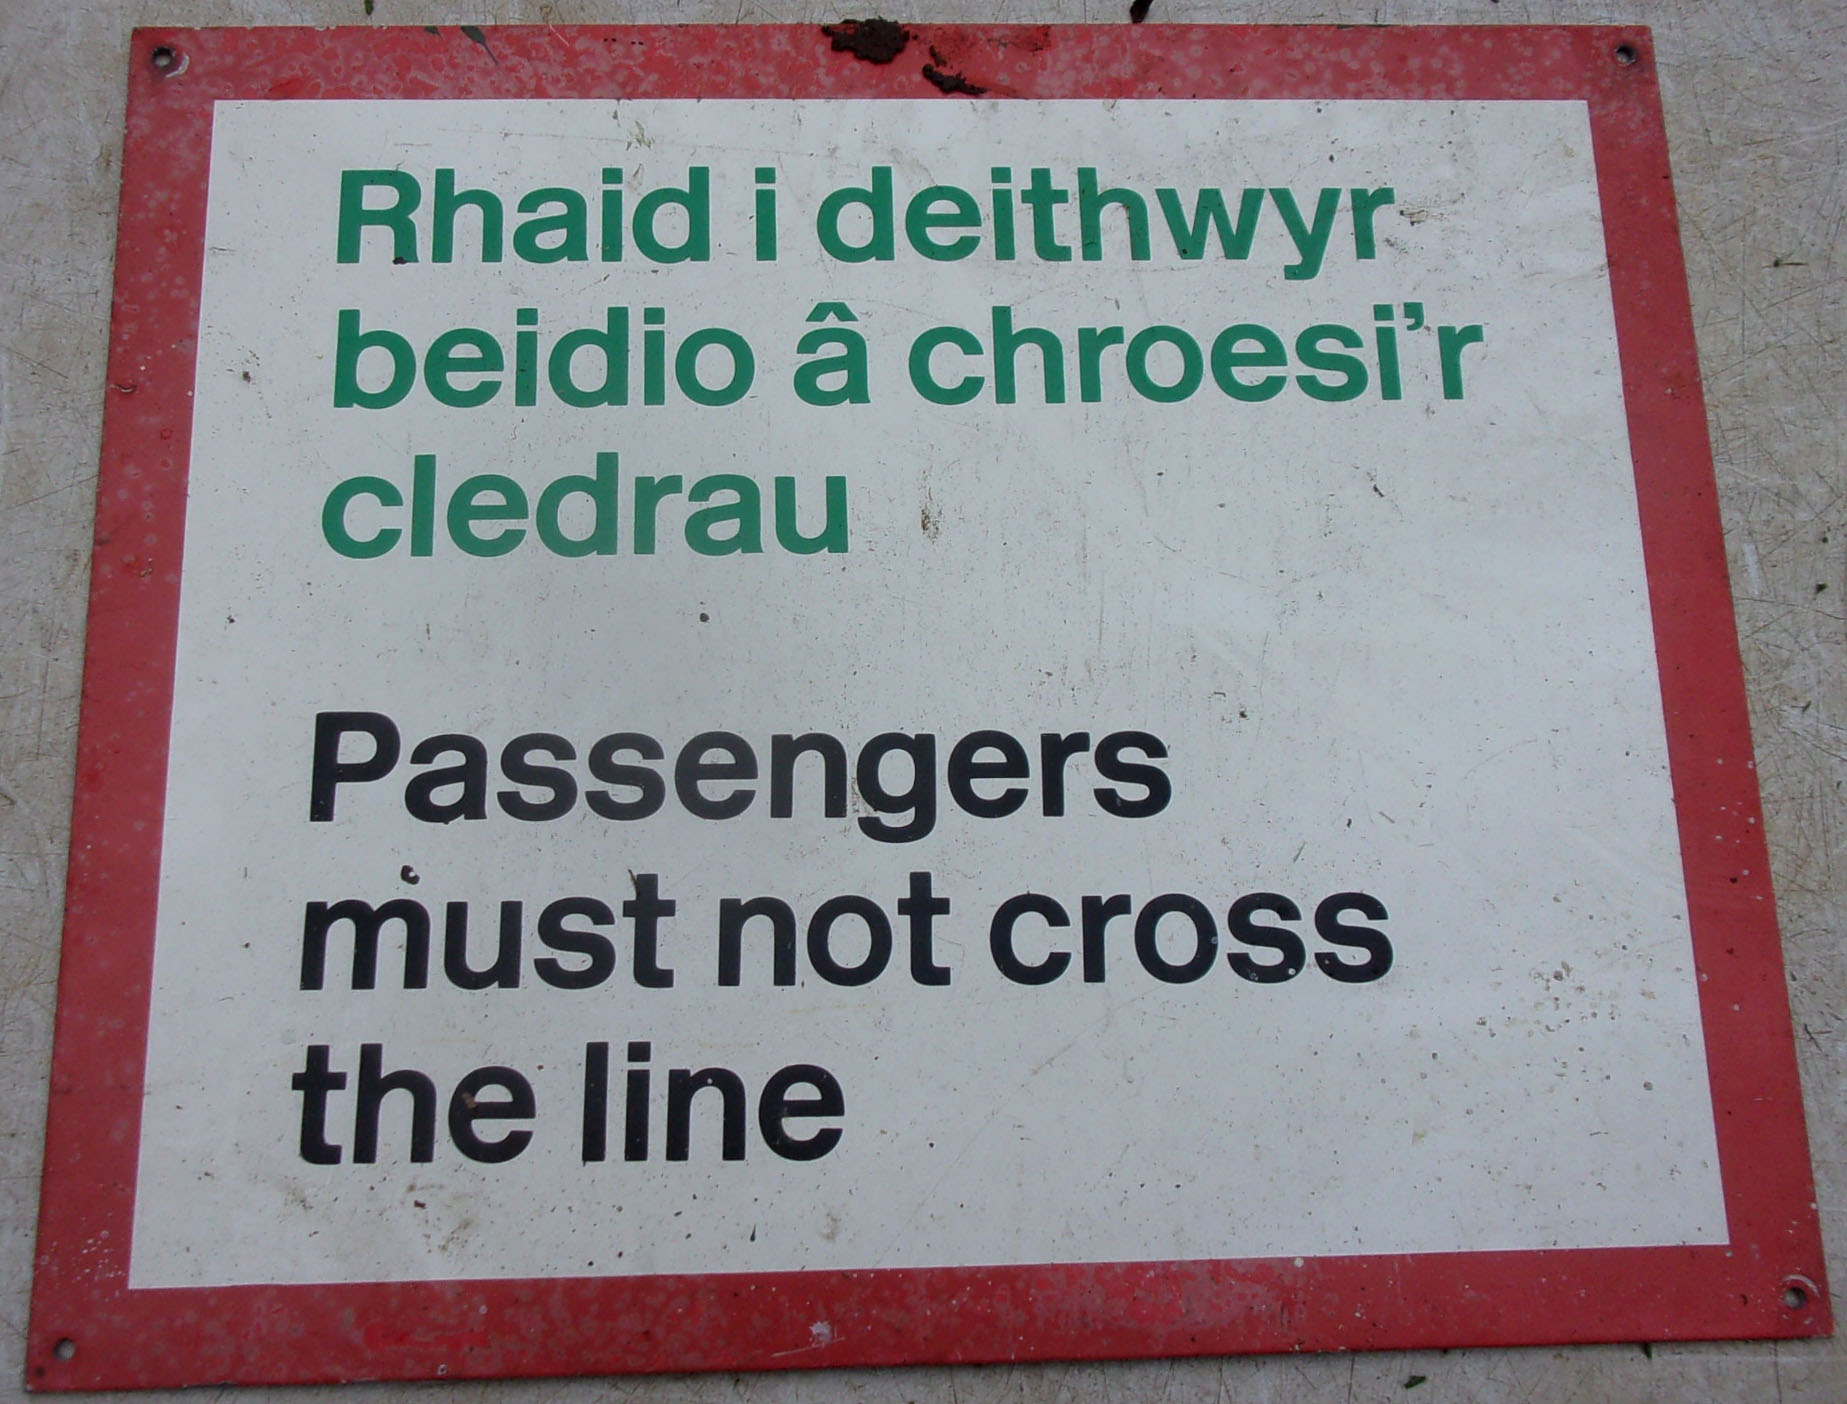 Rhaid i deithwyr
beidio â chroesi’r
cledrau
Passengers
must not cross
the line